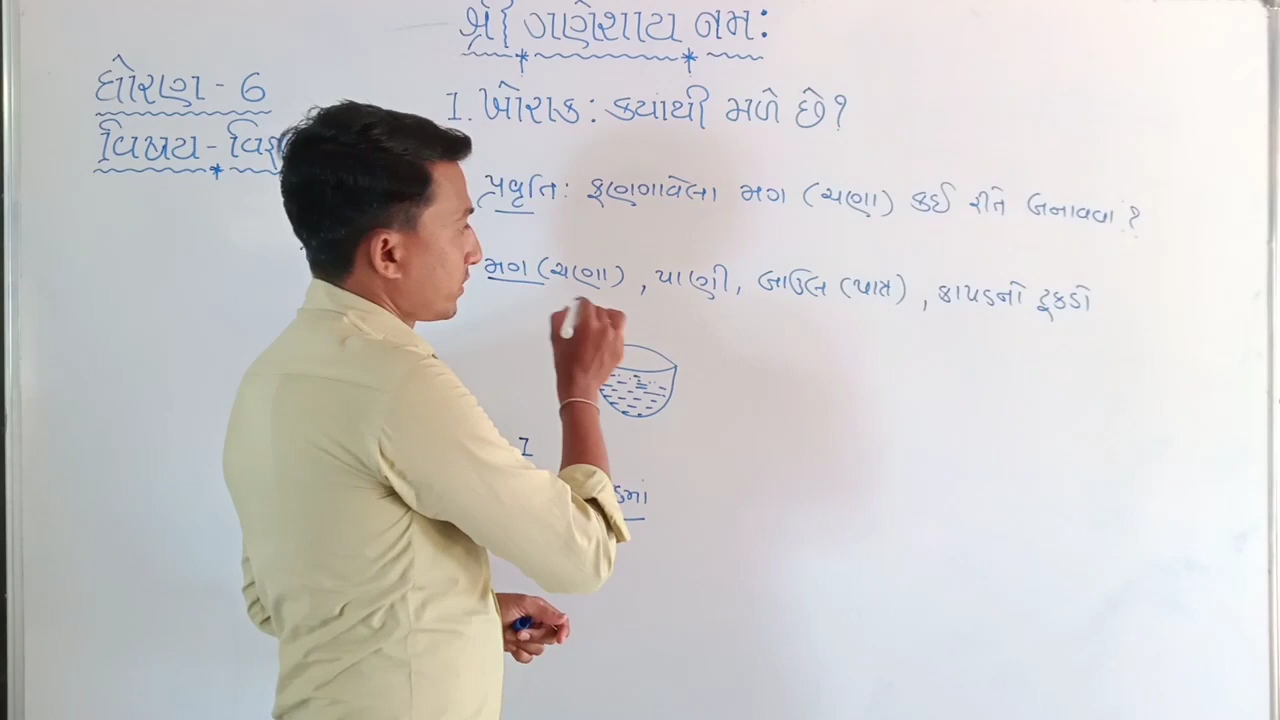 શ્રી ગણેશાય નમઃ
ધોરણ - 6
વિષય -
1. ખોરાક : ક્યાંથી મળે છે ?
પ્રવૃતિ : ફણગાવેલા મગ (ચણા) કઈ રીતે બનાવવા ?
મગ (ચણા) , પાણી, બાઉલ (પાત્ર) , કાપડનો ટૂકડો